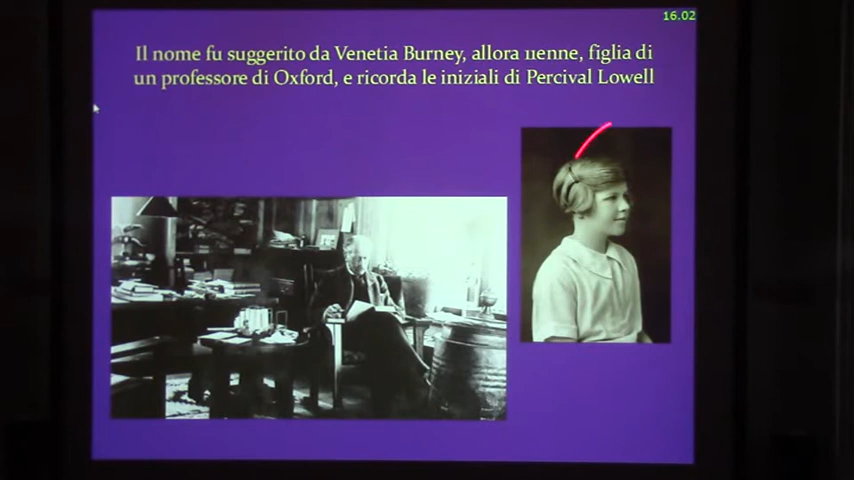 16.02
Il nome fu suggerito da Venetia Burney, allora 11enne, figlia di
un professore di Oxford, e ricorda le iniziali di Percival Lowell